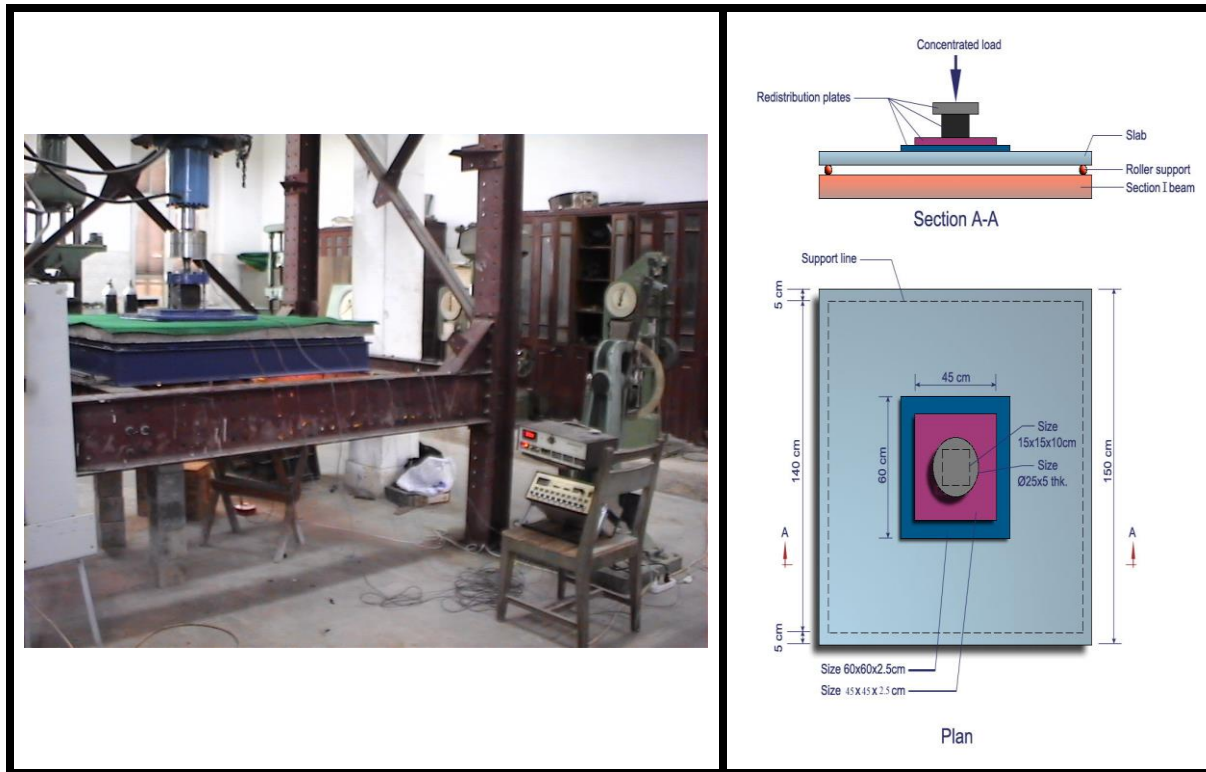 Concentrated load
Redistribution plates
Slab
Roller support
Section I beam
Section A-A
Support line
5 cm
45 cm
Size
15x15x10cm
Size
Ø25x5 thk.
140 cm
60 cm
150 cm
A
A
5 cm
Size 60x60x2.5cm
Size 45x45x2.5 cm
Plan